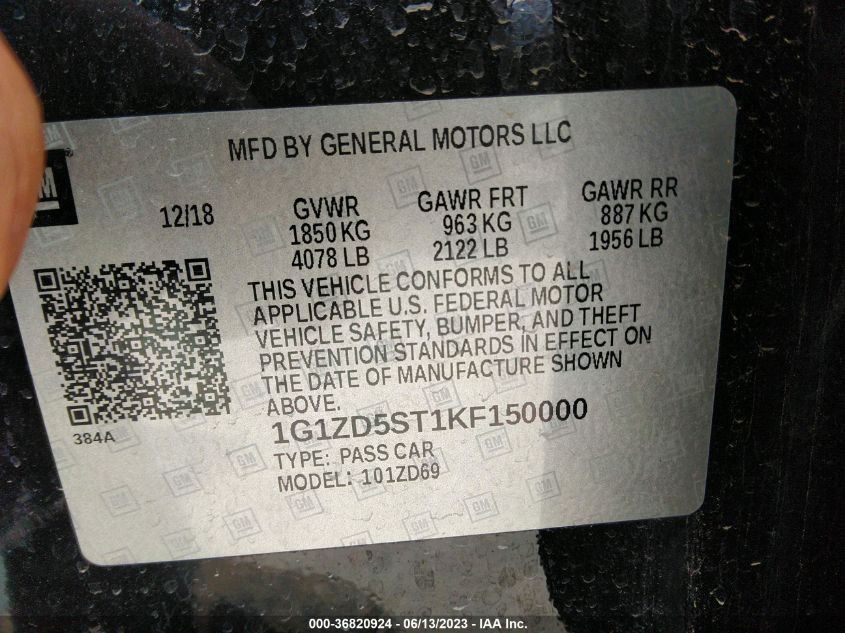 MFD BY GENERAL MOTORS LLC
GM
12/18
GVWR
1850 KG
4078 LB
GAWR FRT
963 KG
2122 LB
GAWR RR
887 KG
1956 LB
THIS VEHICLE CONFORMS TO ALL
APPLICABLE U.S. FEDERAL MOTOR
VEHICLE SAFETY, BUMPER, AND THEFT
PREVENTION STANDARDS IN EFFECT ON
THE DATE OF MANUFACTURE SHOWN
ABOVE.
384A
1G1ZD5ST1KF150000
TYPE: PASS CAR
MODEL: 101ZD69
000-36820924 - 06/13/2023 - IAA Inc.